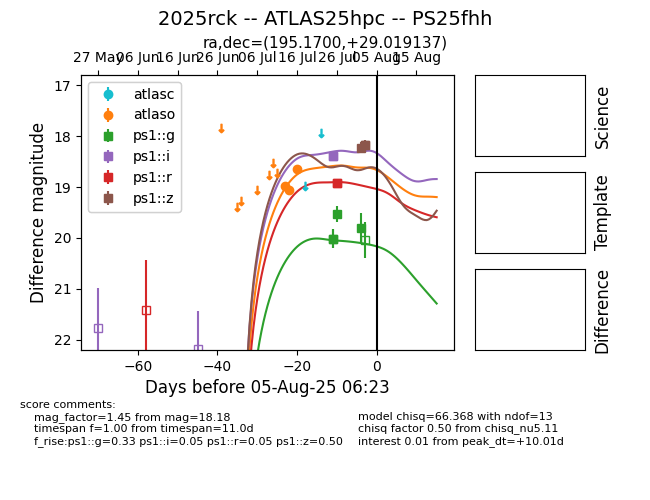 2025rck -- ATLAS25hpc -- PS25fhh
ra,dec=(195.1700,+29.019137)
27 May 06 Jun 16 Jun 26 Jun 06 Jul 16 Jul 26 Jul 05 Aug 15 Aug
atlasc
atlaso
ps1::g
ps1::i
ps1::r
ps1::z
17
18
19
20
21
22
Difference magnitude
−60
−40
−20
0
Days before 05-Aug-25 06:23
Science
Template
Difference
score comments:
mag_factor=1.45 from mag=18.18
timespan f=1.00 from timespan=11.0d
f_rise:ps1::g=0.33 ps1::i=0.05 ps1::r=0.05 ps1::z=0.50
model chisq=66.368 with ndof=13
chisq factor 0.50 from chisq_nu5.11
interest 0.01 from peak_dt=+10.01d